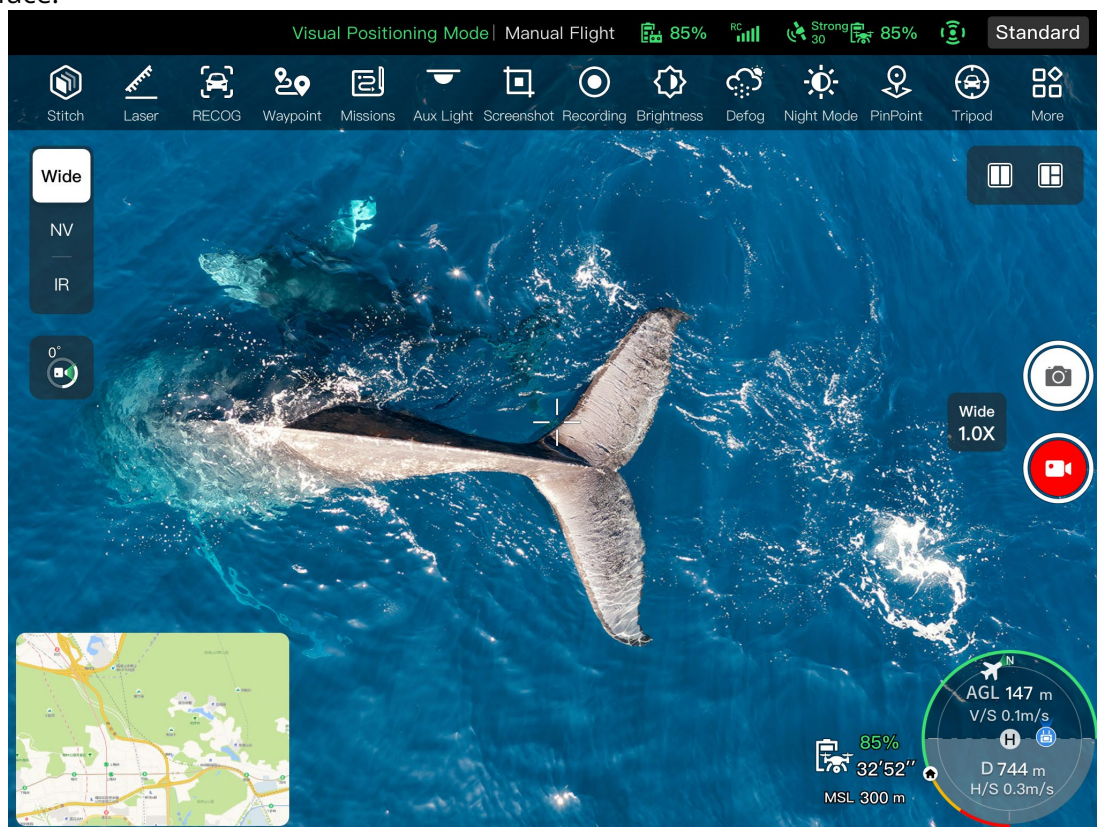 Visual Positioning Mode | Manual Flight 85% RC Strong 30 85% Standard
Stitch Laser RECOG Waypoint Missions Aux Light Screenshot Recording Brightness Defog Night Mode PinPoint Tripod More
Wide
NV
IR
0°
Wide
1.0X
N
AGL 147 m
V/S 0.1m/s
H
D 744 m
H/S 0.3m/s
85%
32′52′′
MSL 300 m